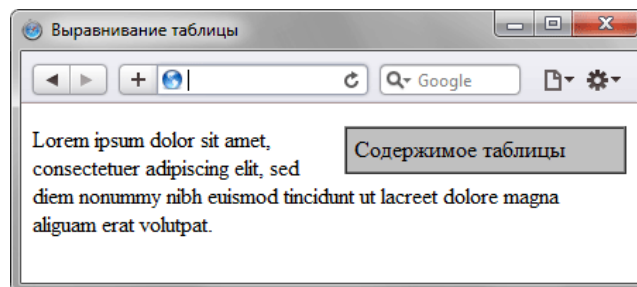 Выравнивание таблицы
Google
Lorem ipsum dolor sit amet,
consectetuer adipiscing elit, sed
diem nonummy nibh euismod tincidunt ut lacreet dolore magna
aliguam erat volutpat.
Содержимое таблицы